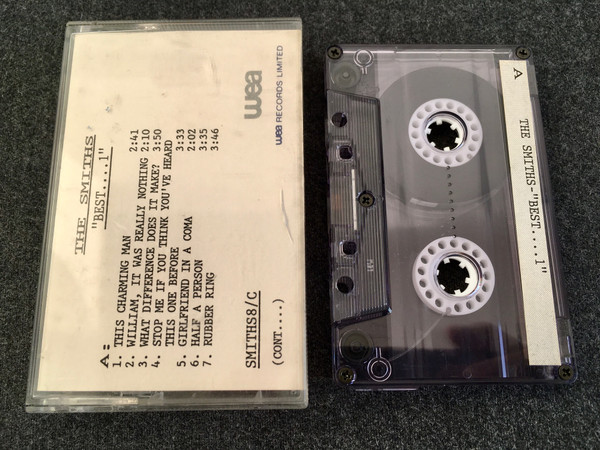 THE SMITHS
"BEST....1"
A:
1. THIS CHARMING MAN 2:41
2. WILLIAM, IT WAS REALLY NOTHING 2:10
3. WHAT DIFFERENCE DOES IT MAKE? 3:50
4. STOP ME IF YOU THINK YOU'VE HEARD
THIS ONE BEFORE 3:33
5. GIRLFRIEND IN A COMA 2:02
6. HALF A PERSON 3:35
7. RUBBER RING 3:46
SMITHS8/C
(CONT....)
wea
wea RECORDS LIMITED
A
THE SMITHS-"BEST....1"